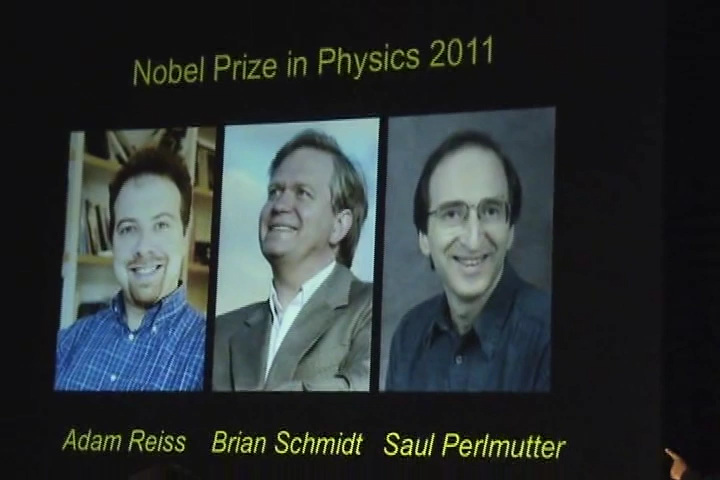 Nobel Prize in Physics 2011
Adam Reiss Brian Schmidt Saul Perlmutter